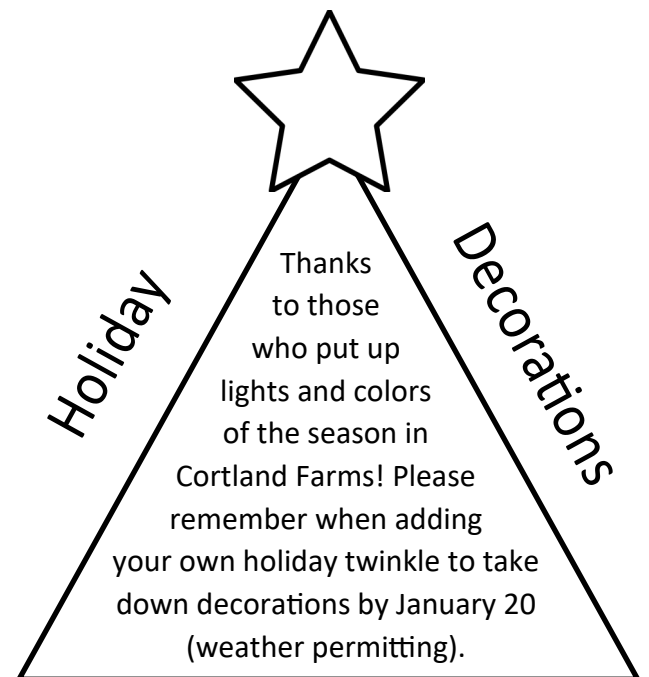 Holiday
Decorations
Thanks
to those
who put up
lights and colors
of the season in
Cortland Farms! Please
remember when adding
your own holiday twinkle to take
down decorations by January 20
(weather permitting).